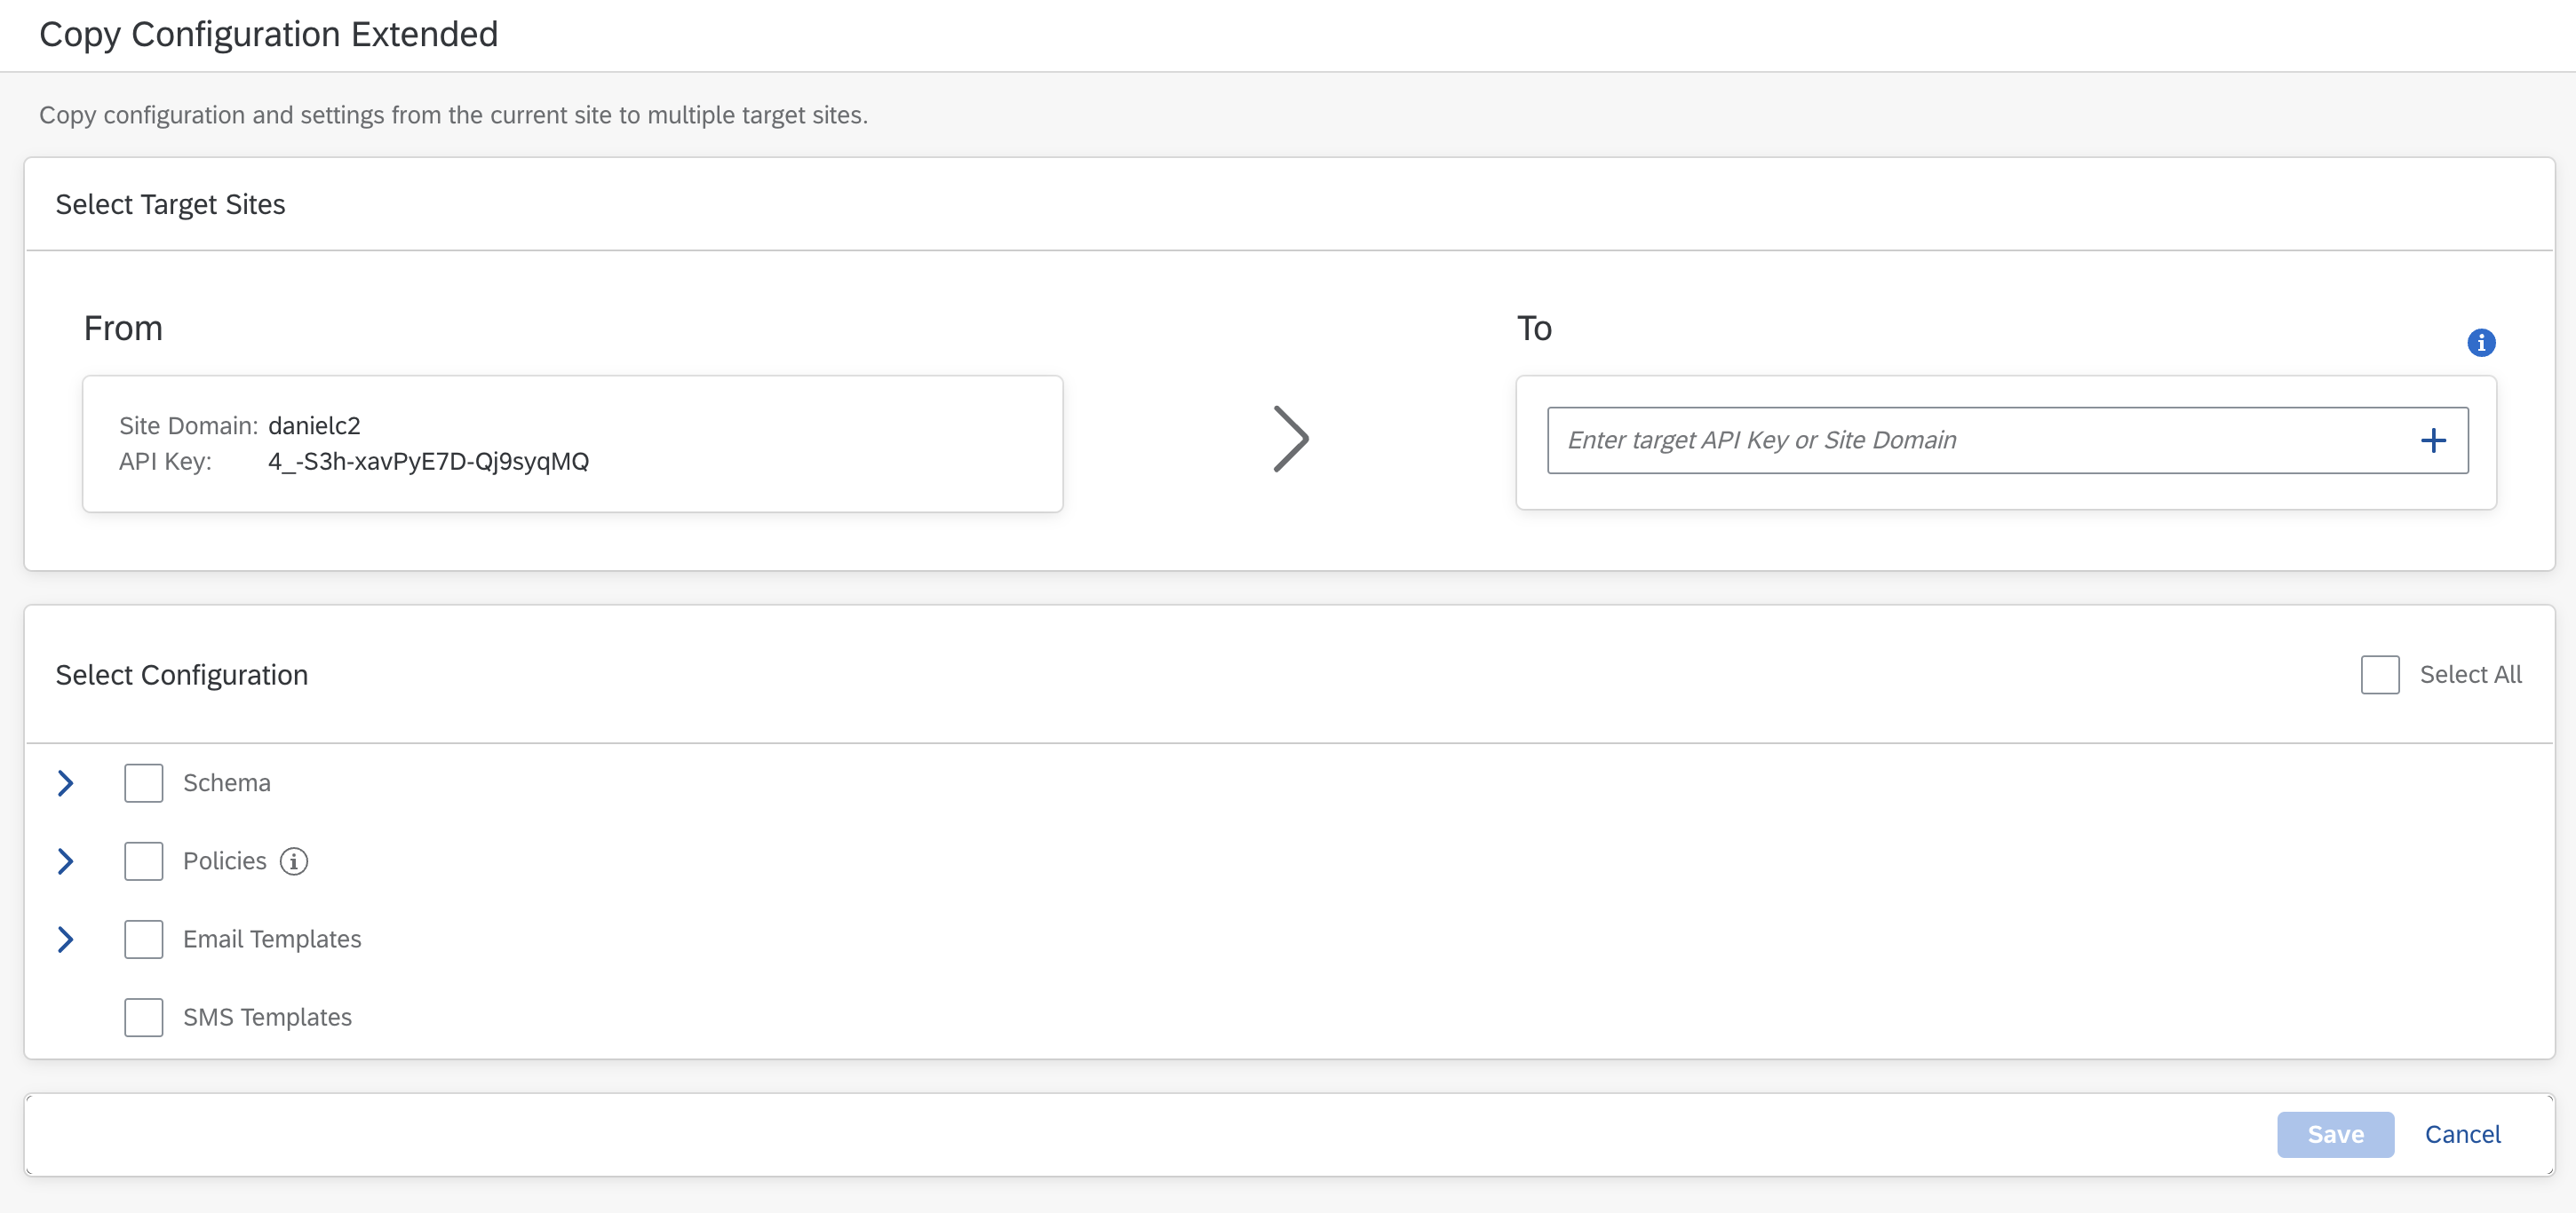 Copy Configuration Extended
Copy configuration and settings from the current site to multiple target sites.
Select Target Sites
From
To
Site Domain: danielc2
API Key: 4_-S3h-xavPyE7D-Qj9syqMQ
Enter target API Key or Site Domain
Select Configuration
Select All
Schema
Policies
Email Templates
SMS Templates
Save
Cancel